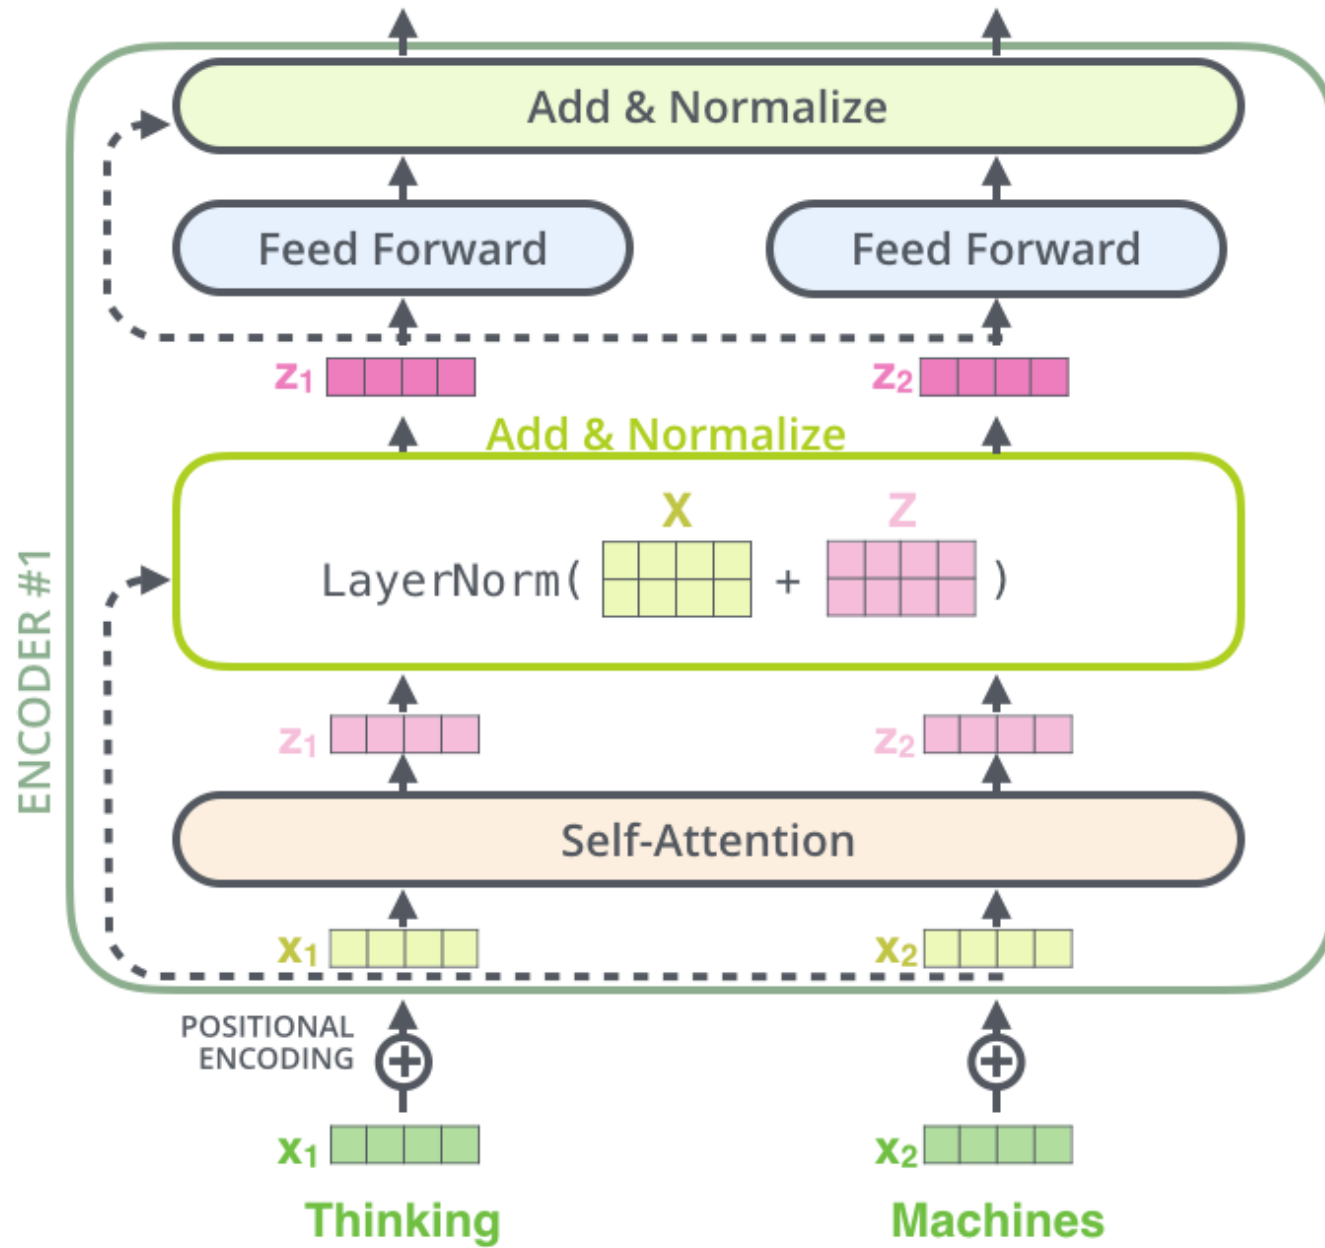 Add & Normalize
Feed Forward
Feed Forward
z1
z2
Add & Normalize
X
Z
LayerNorm(
+
)
ENCODER #1
z1
z2
Self-Attention
x1
x2
POSITIONAL
ENCODING
x1
x2
Thinking
Machines